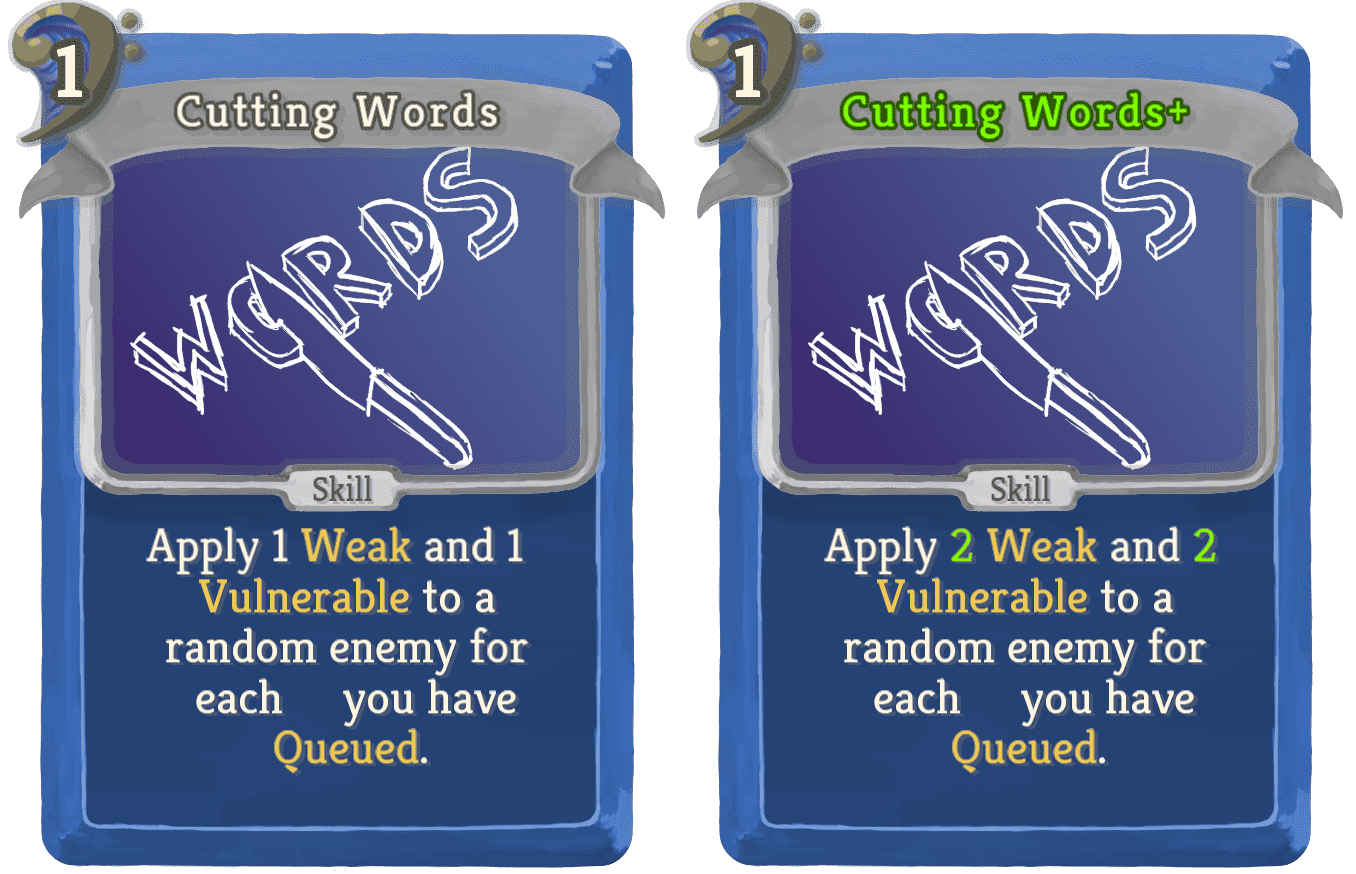 1
Cutting Words
WORDS
Skill
Apply 1 Weak and 1
Vulnerable to a
random enemy for
each you have
Queued.
1
Cutting Words+
WORDS
Skill
Apply 2 Weak and 2
Vulnerable to a
random enemy for
each you have
Queued.